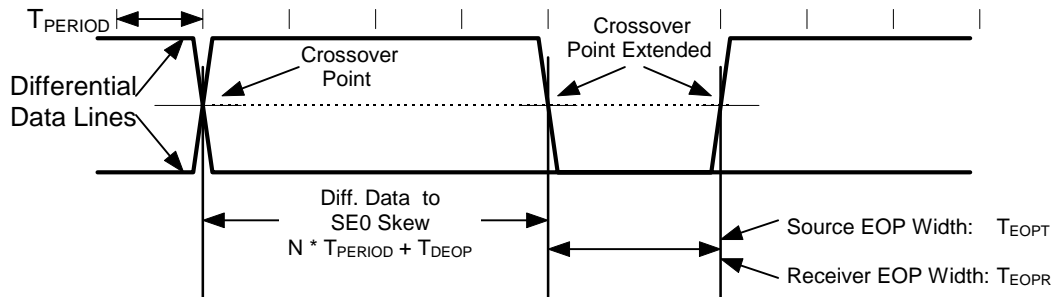 TPERIOD
Differential
Data Lines
Crossover
Point
Crossover
Point Extended
Diff. Data to
SE0 Skew
N * TPERIOD + TDEOP
Source EOP Width: TEOPT
Receiver EOP Width: TEOPR